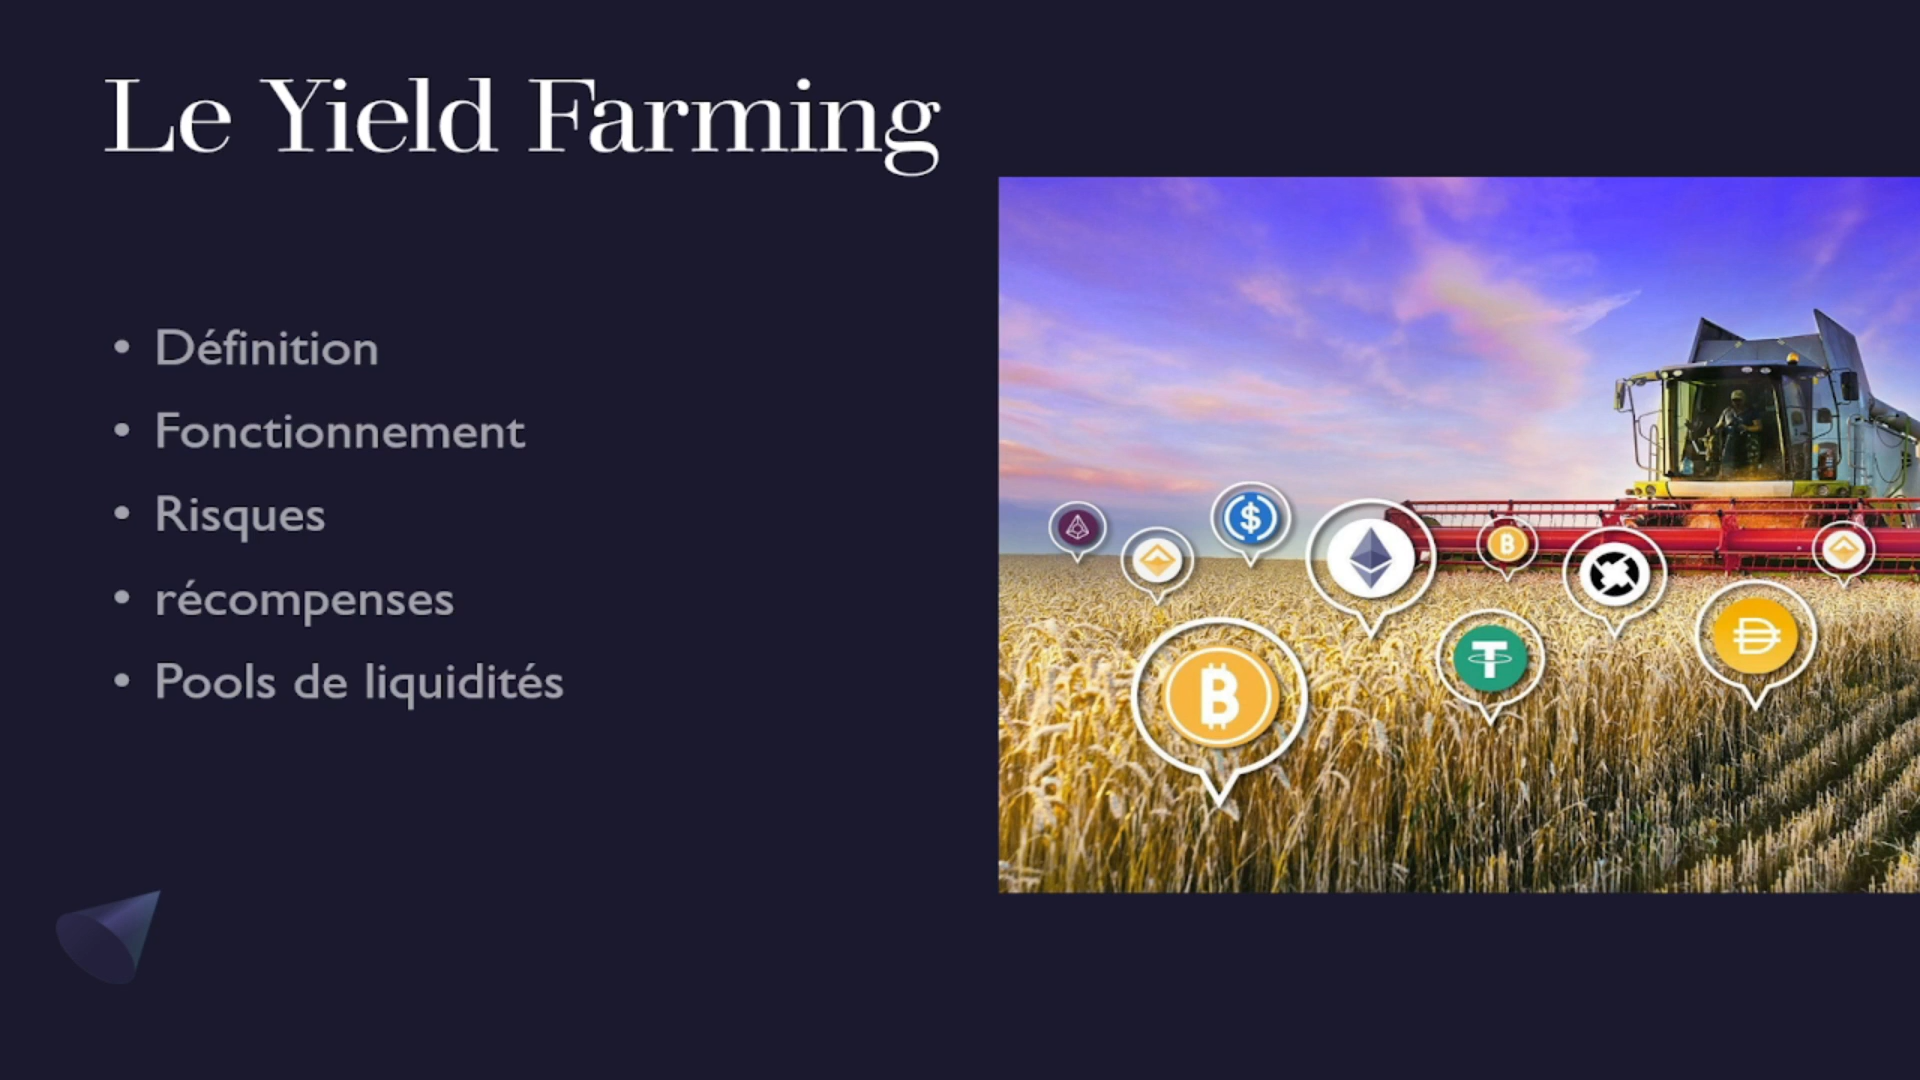 Le Yield Farming
• Définition
• Fonctionnement
• Risques
• récompenses
• Pools de liquidités